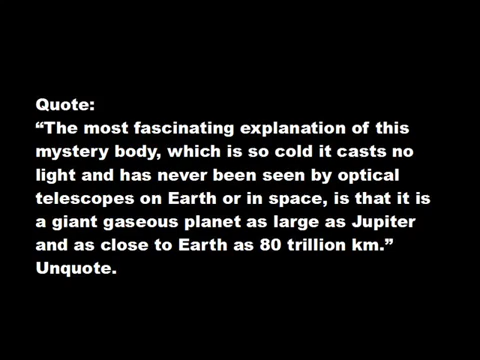 Quote:
“The most fascinating explanation of this
mystery body, which is so cold it casts no
light and has never been seen by optical
telescopes on Earth or in space, is that it is
a giant gaseous planet as large as Jupiter
and as close to Earth as 80 trillion km.”
Unquote.